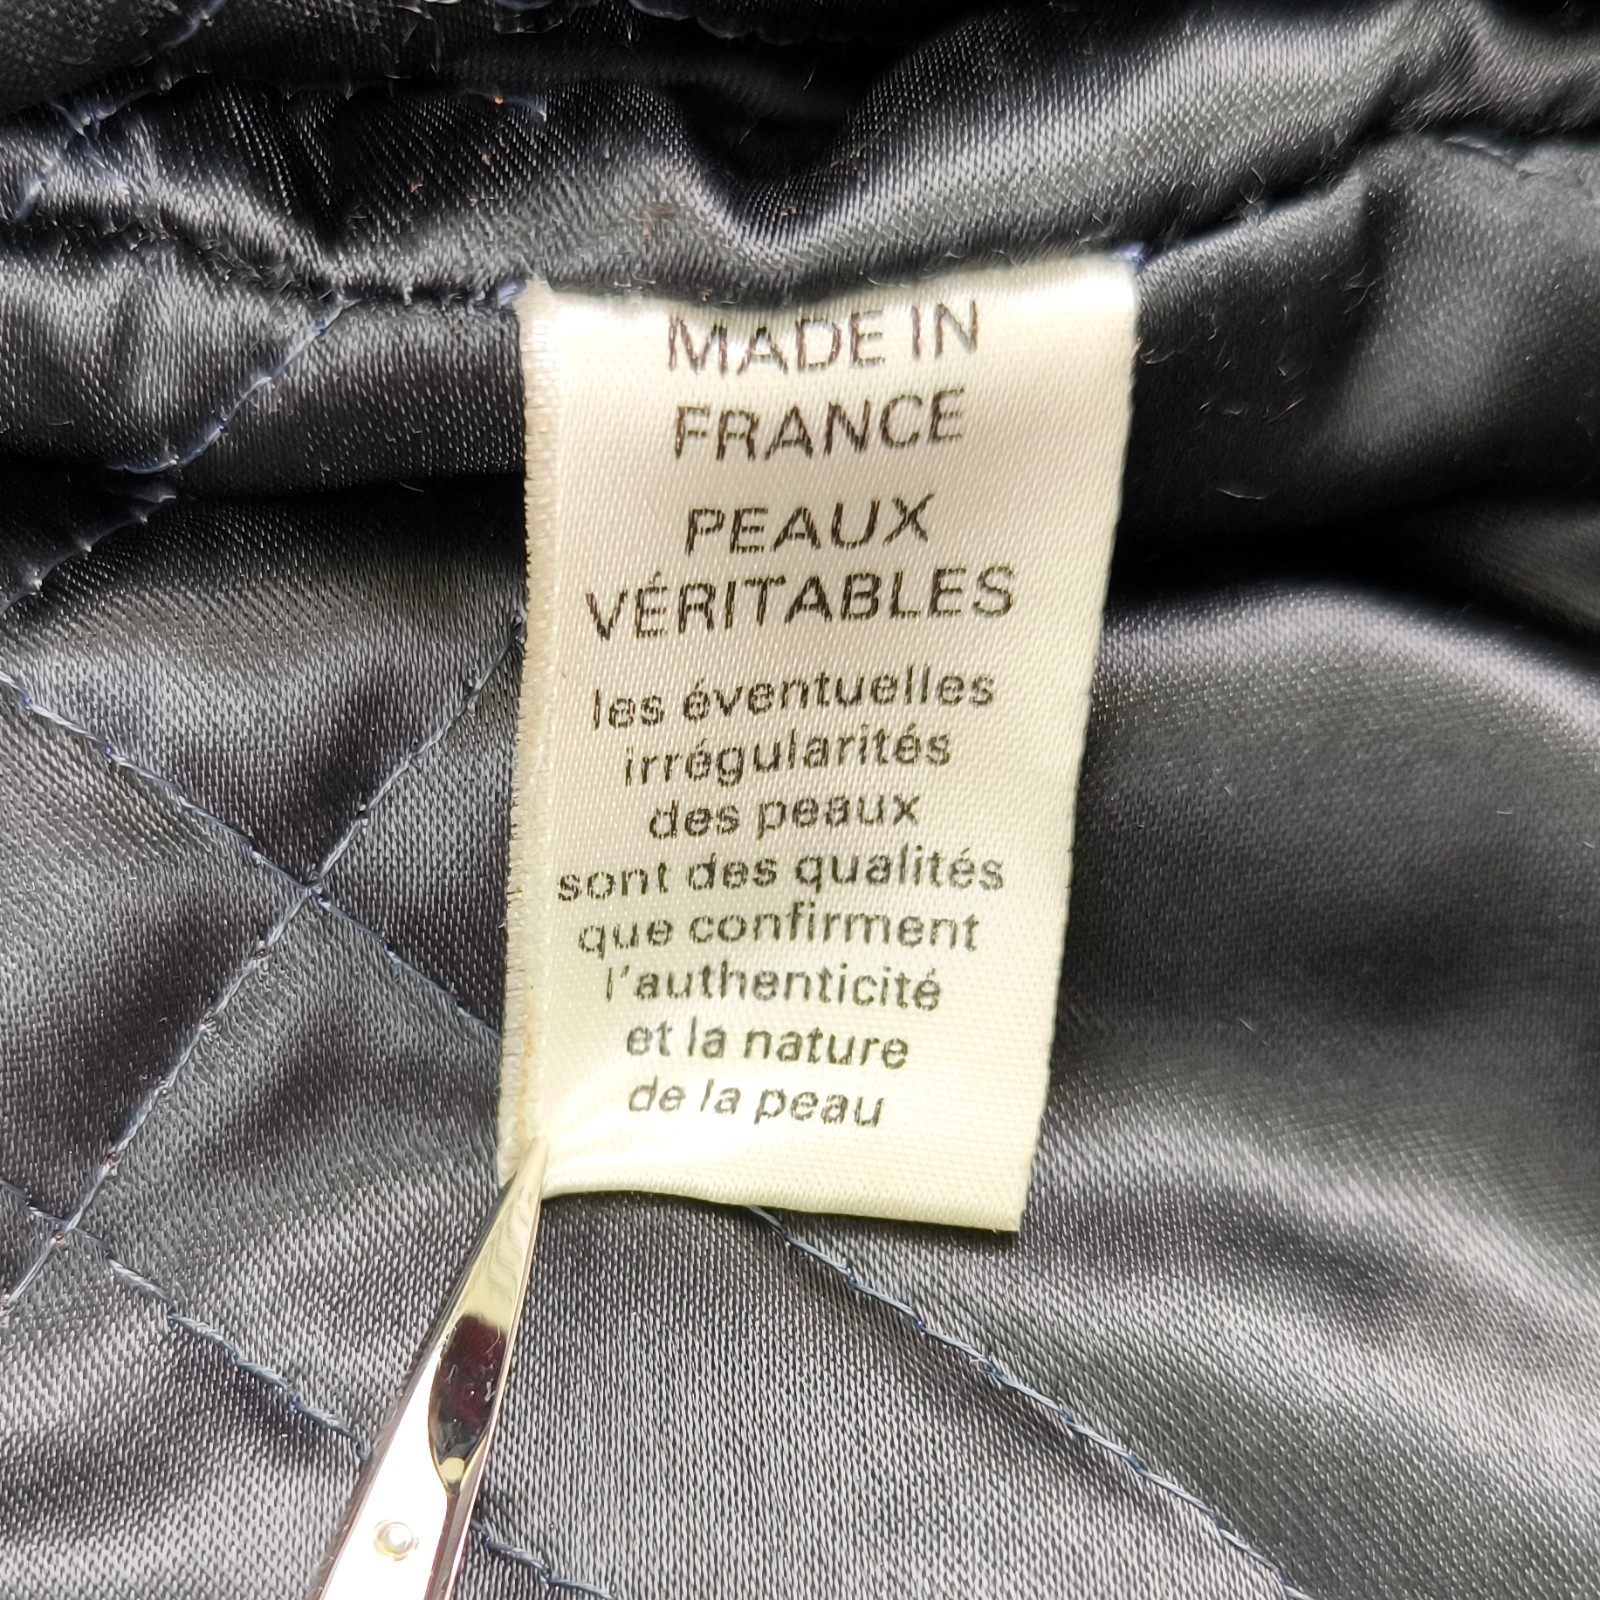 MADE IN
FRANCE
PEAUX
VÉRITABLES
les éventuelles
irrégularités
des peaux
sont des qualités
que confirment
l'authenticité
et la nature
de la peau